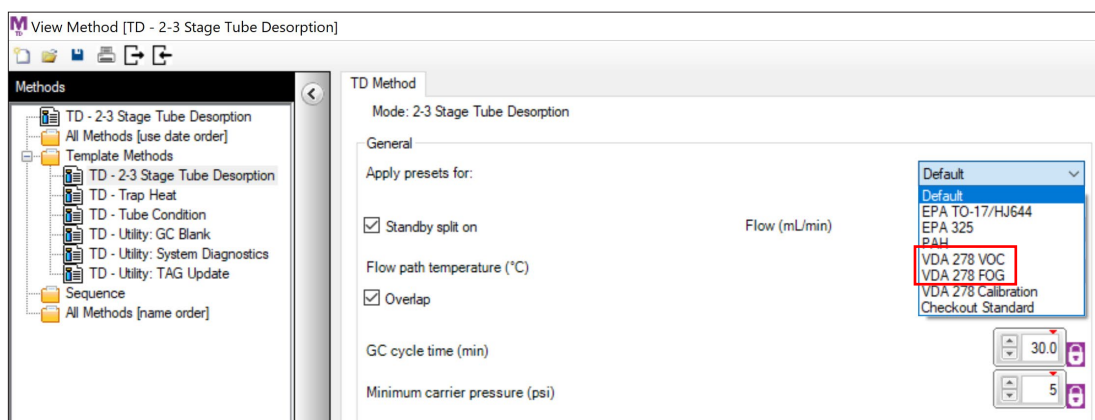 M TD View Method [TD - 2-3 Stage Tube Desorption]
Methods
TD - 2-3 Stage Tube Desorption
All Methods [use date order]
Template Methods
TD - 2-3 Stage Tube Desorption
TD - Trap Heat
TD - Tube Condition
TD - Utility: GC Blank
TD - Utility: System Diagnostics
TD - Utility: TAG Update
Sequence
All Methods [name order]
TD Method
Mode: 2-3 Stage Tube Desorption
General
Apply presets for:
Default
Default
EPA TO-17/HJ644
EPA 325
PAH
VDA 278 VOC
VDA 278 FOG
VDA 278 Calibration
Checkout Standard
Standby split on
Flow (mL/min)
Flow path temperature (°C)
Overlap
GC cycle time (min)
30.0
Minimum carrier pressure (psi)
5